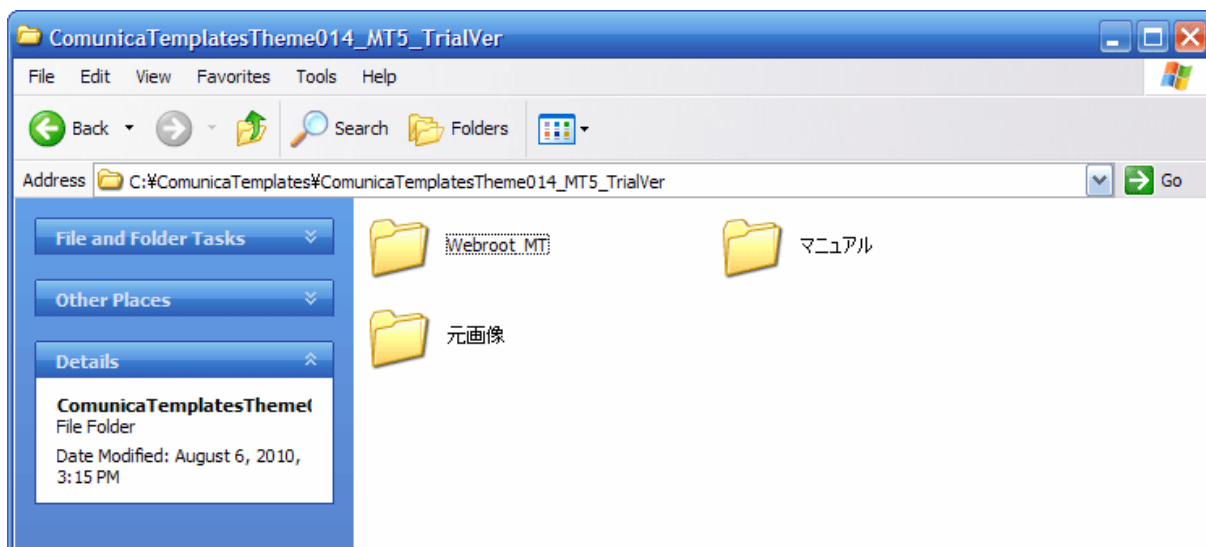 ComunicaTemplatesTheme014_MT5_TrialVer
File Edit View Favorites Tools Help
Back Search Folders
Address C:¥ComunicaTemplates¥ComunicaTemplatesTheme014_MT5_TrialVer Go
File and Folder Tasks
Other Places
Details
ComunicaTemplatesTheme(
File Folder
Date Modified: August 6, 2010,
3:15 PM
Webroot_MT マニュアル
元画像